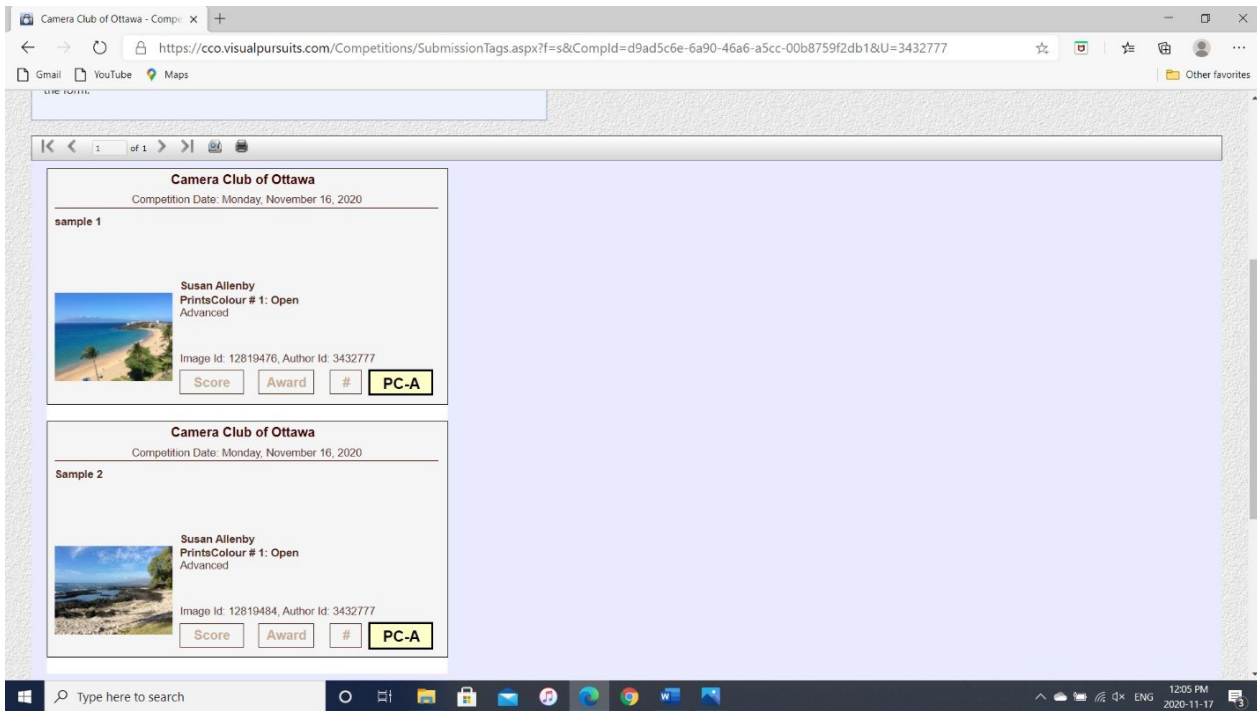 Camera Club of Ottawa - Compe
https://cco.visualpursuits.com/Competitions/SubmissionTags.aspx?f=s&CompId=d9ad5c6e-6a90-46a6-a5cc-00b8759f2db1&U=3432777
Gmail YouTube Maps Other favorites
the form.
1 of 1
Camera Club of Ottawa
Competition Date: Monday, November 16, 2020
sample 1
Susan Allenby
PrintsColour # 1: Open
Advanced
Image Id: 12819476, Author Id: 3432777
Score Award # PC-A
Camera Club of Ottawa
Competition Date: Monday, November 16, 2020
Sample 2
Susan Allenby
PrintsColour # 1: Open
Advanced
Image Id: 12819484, Author Id: 3432777
Score Award # PC-A
Type here to search
ENG
12:05 PM
2020-11-17
3